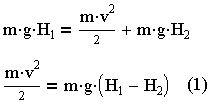 m·g·H₁ = m·v²/2 + m·g·H₂
m·v²/2 = m·g·(H₁ − H₂) (1)